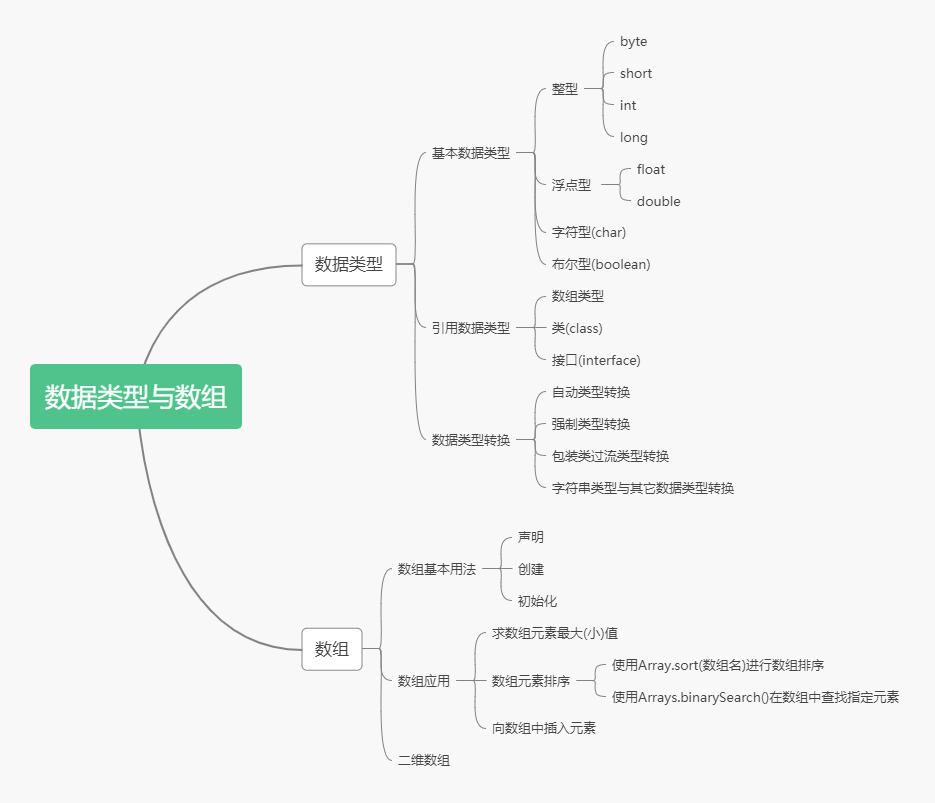 数据类型与数组
数据类型
基本数据类型
整型
byte
short
int
long
浮点型
float
double
字符型(char)
布尔型(boolean)
引用数据类型
数组类型
类(class)
接口(interface)
数据类型转换
自动类型转换
强制类型转换
包装类过流类型转换
字符串类型与其它数据类型转换
数组
数组基本用法
声明
创建
初始化
数组应用
求数组元素最大(小)值
数组元素排序
使用Array.sort(数组名)进行数组排序
使用Arrays.binarySearch()在数组中查找指定元素
向数组中插入元素
二维数组